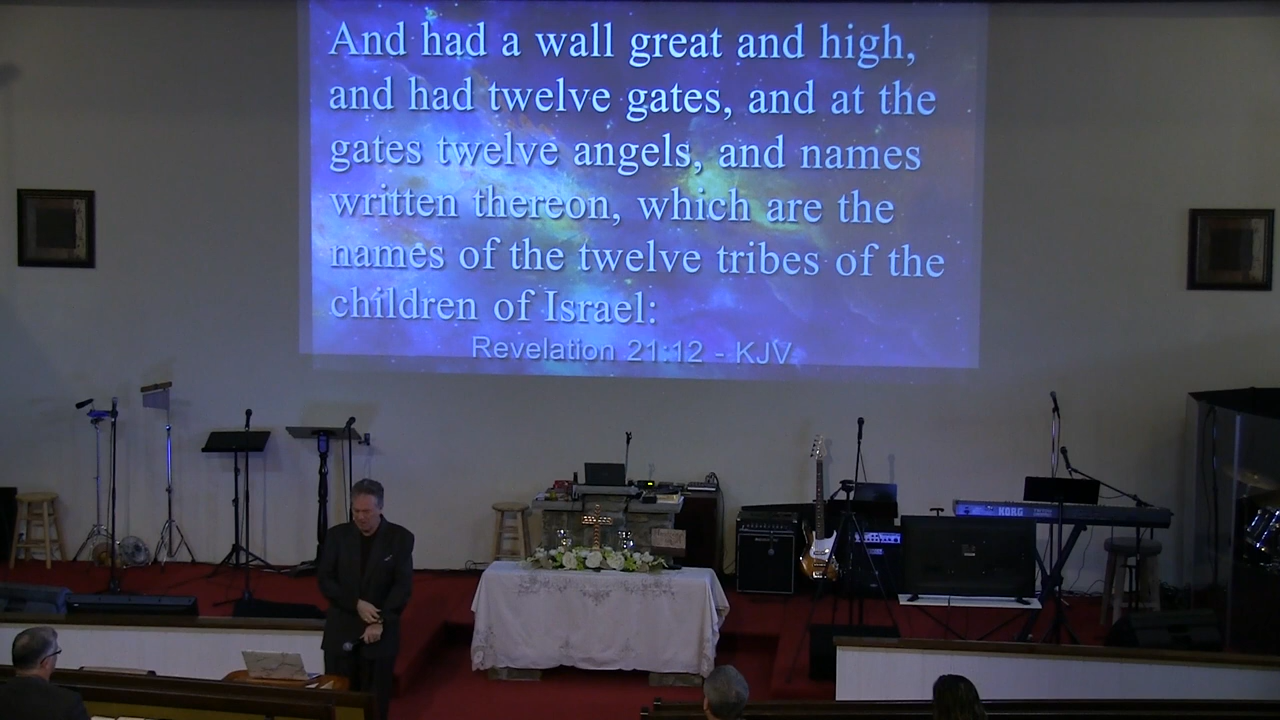 And had a wall great and high,
and had twelve gates, and at the
gates twelve angels, and names
written thereon, which are the
names of the twelve tribes of the
children of Israel:
Revelation 21:12 - KJV
KORG